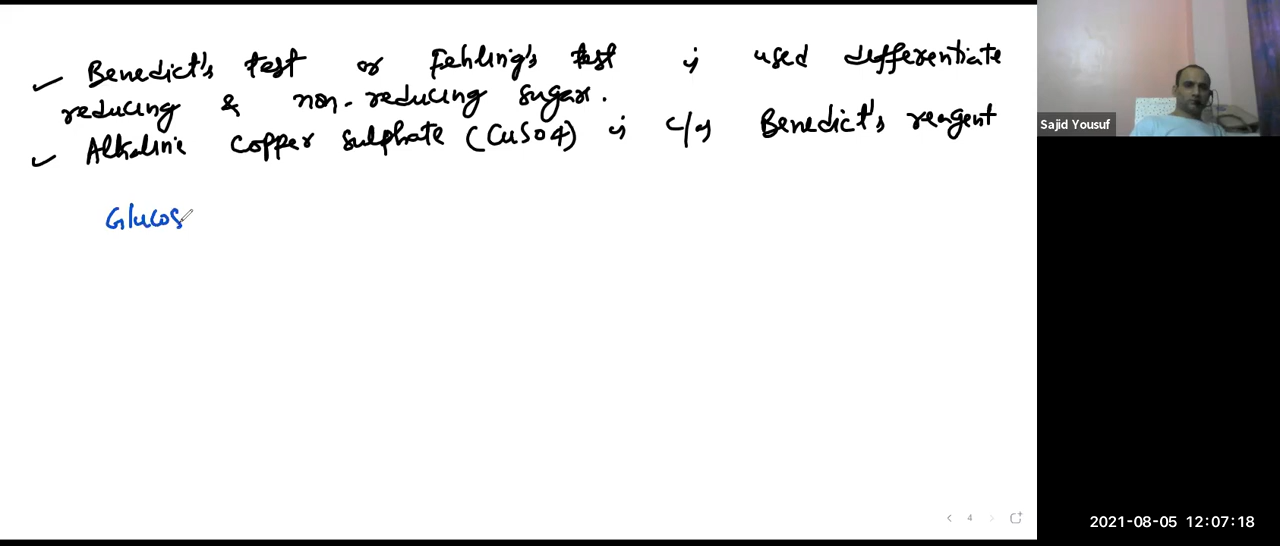 Benedict's test or Fehling's test is used differentiate
reducing & non-reducing sugar.
Alkaline copper sulphate (CuSO4) is c/as Benedict's reagent
Glucos
Sajid Yousuf
4
2021-08-05 12:07:18